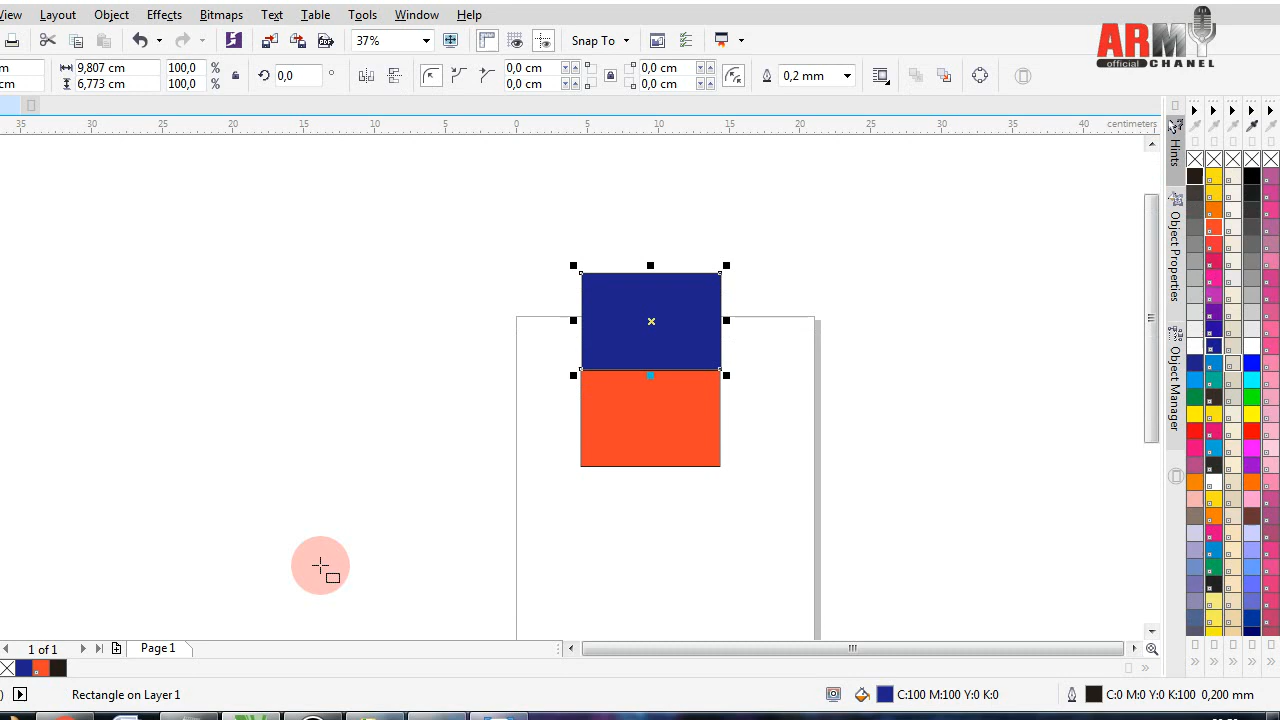 View Layout Object Effects Bitmaps Text Table Tools Window Help
ARMY
official CHANEL
37% Snap To
9,807 cm 100,0 %
6,773 cm 100,0 %
0,0 °
0,0 cm 0,0 cm
0,0 cm 0,0 cm
0,2 mm
35 30 25 20 15 10 5 0 5 10 15 20 25 30 35 40 centimeters
Hints
Object Properties
Object Manager
1 of 1 Page 1
Rectangle on Layer 1 C:100 M:100 Y:0 K:0 C:0 M:0 Y:0 K:100 0,200 mm